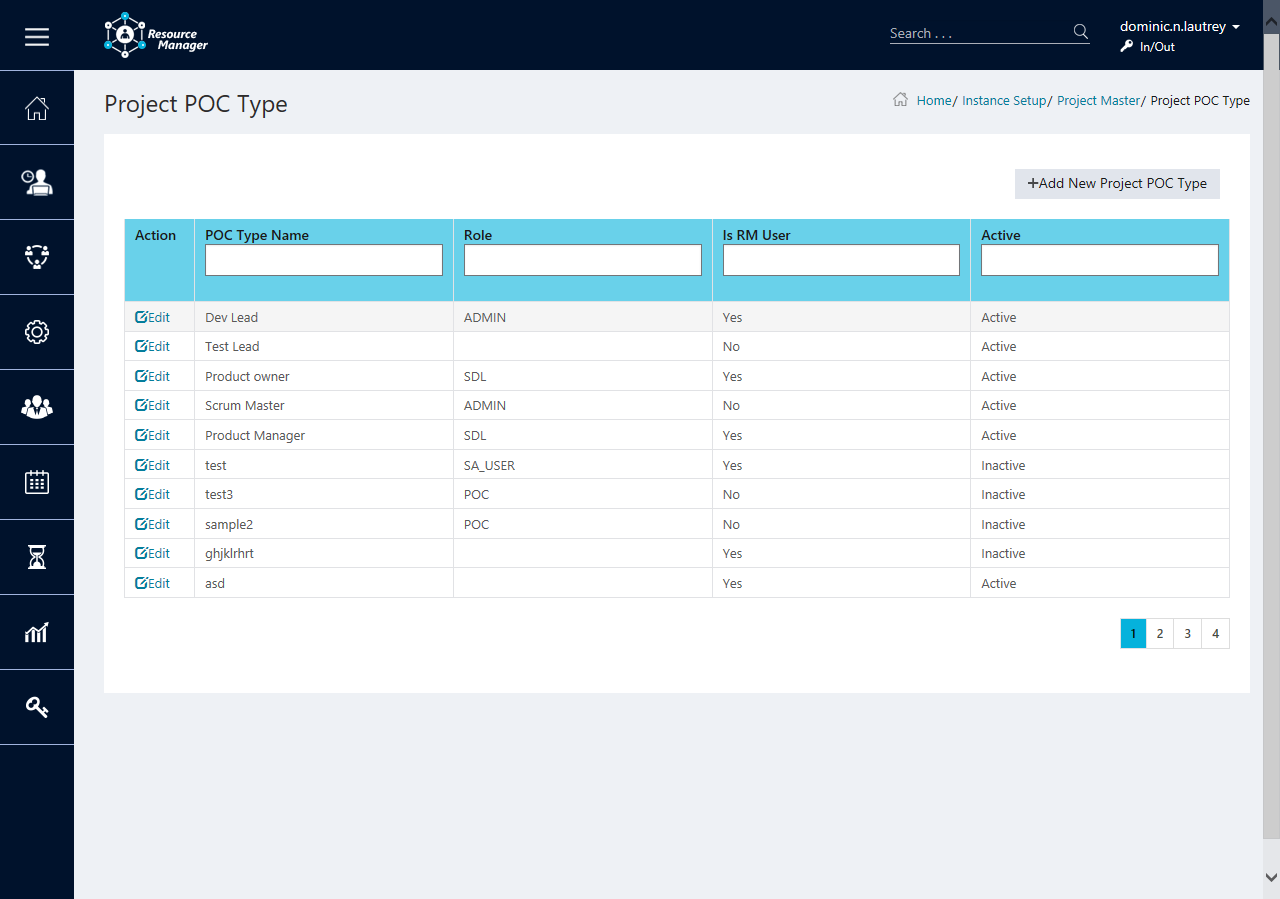 Resource
Manager
Search . . .
dominic.n.lautrey
In/Out
Project POC Type
Home/ Instance Setup/ Project Master/ Project POC Type
+Add New Project POC Type
Action POC Type Name Role Is RM User Active
Edit Dev Lead ADMIN Yes Active
Edit Test Lead No Active
Edit Product owner SDL Yes Active
Edit Scrum Master ADMIN No Active
Edit Product Manager SDL Yes Active
Edit test SA_USER Yes Inactive
Edit test3 POC No Inactive
Edit sample2 POC No Inactive
Edit ghjklrhrt Yes Inactive
Edit asd Yes Active
1 2 3 4